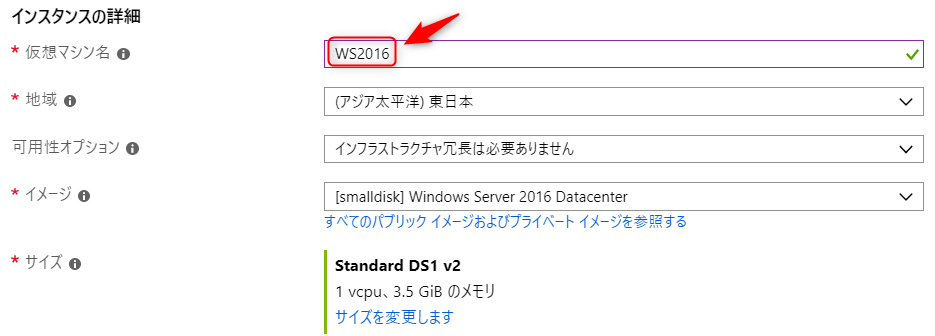 インスタンスの詳細
* 仮想マシン名
WS2016
* 地域
(アジア太平洋) 東日本
可用性オプション
インフラストラクチャ冗長は必要ありません
* イメージ
[smalldisk] Windows Server 2016 Datacenter
すべてのパブリック イメージおよびプライベート イメージを参照する
* サイズ
Standard DS1 v2
1 vcpu、3.5 GiB のメモリ
サイズを変更します